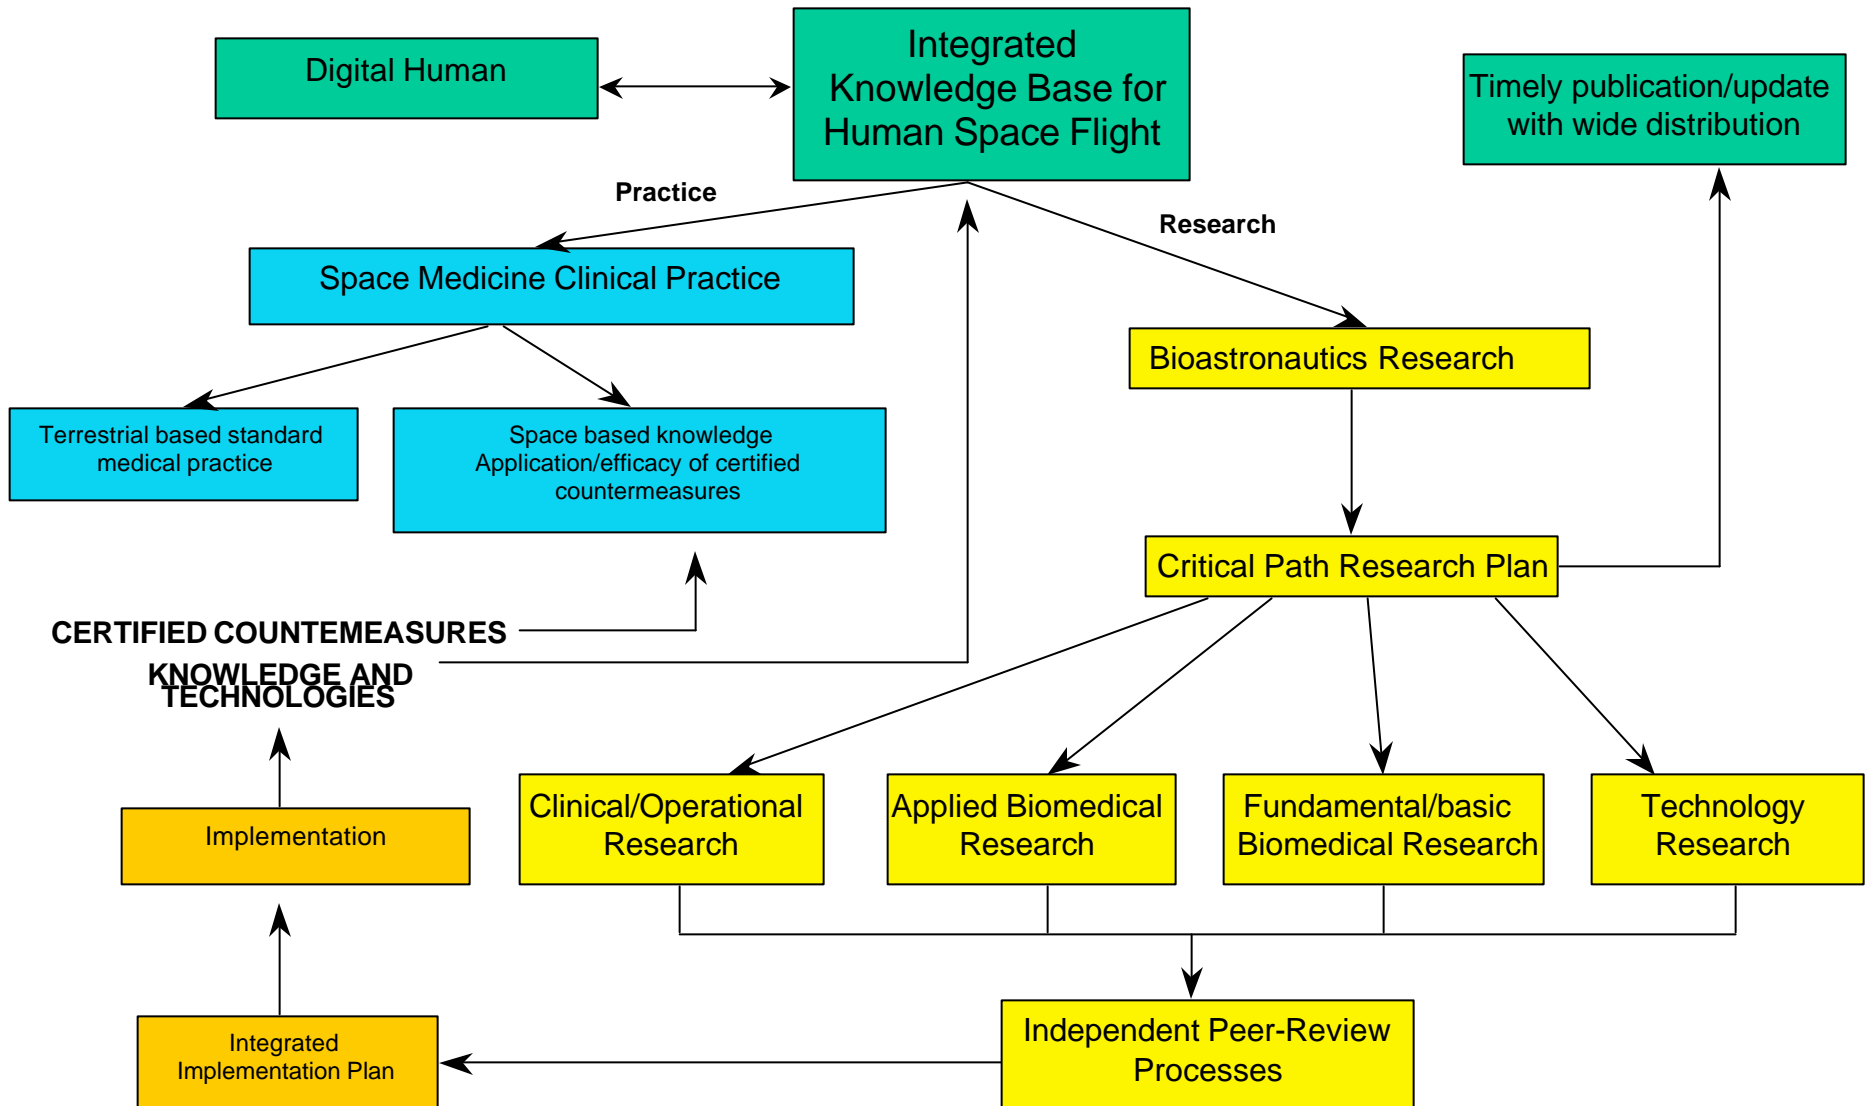 Digital Human
Integrated
Knowledge Base for
Human Space Flight
Timely publication/update
with wide distribution
Practice
Research
Space Medicine Clinical Practice
Bioastronautics Research
Terrestrial based standard
medical practice
Space based knowledge
Application/efficacy of certified
countermeasures
Critical Path Research Plan
CERTIFIED COUNTEMEASURES
KNOWLEDGE AND
TECHNOLOGIES
Clinical/Operational
Research
Applied Biomedical
Research
Fundamental/basic
Biomedical Research
Technology
Research
Implementation
Integrated
Implementation Plan
Independent Peer-Review
Processes